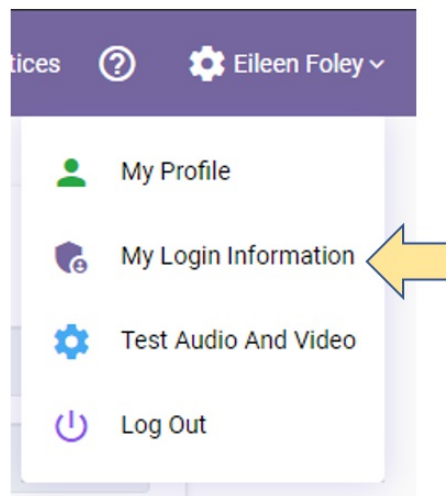 tices ? Eileen Foley
My Profile
My Login Information
Test Audio And Video
Log Out